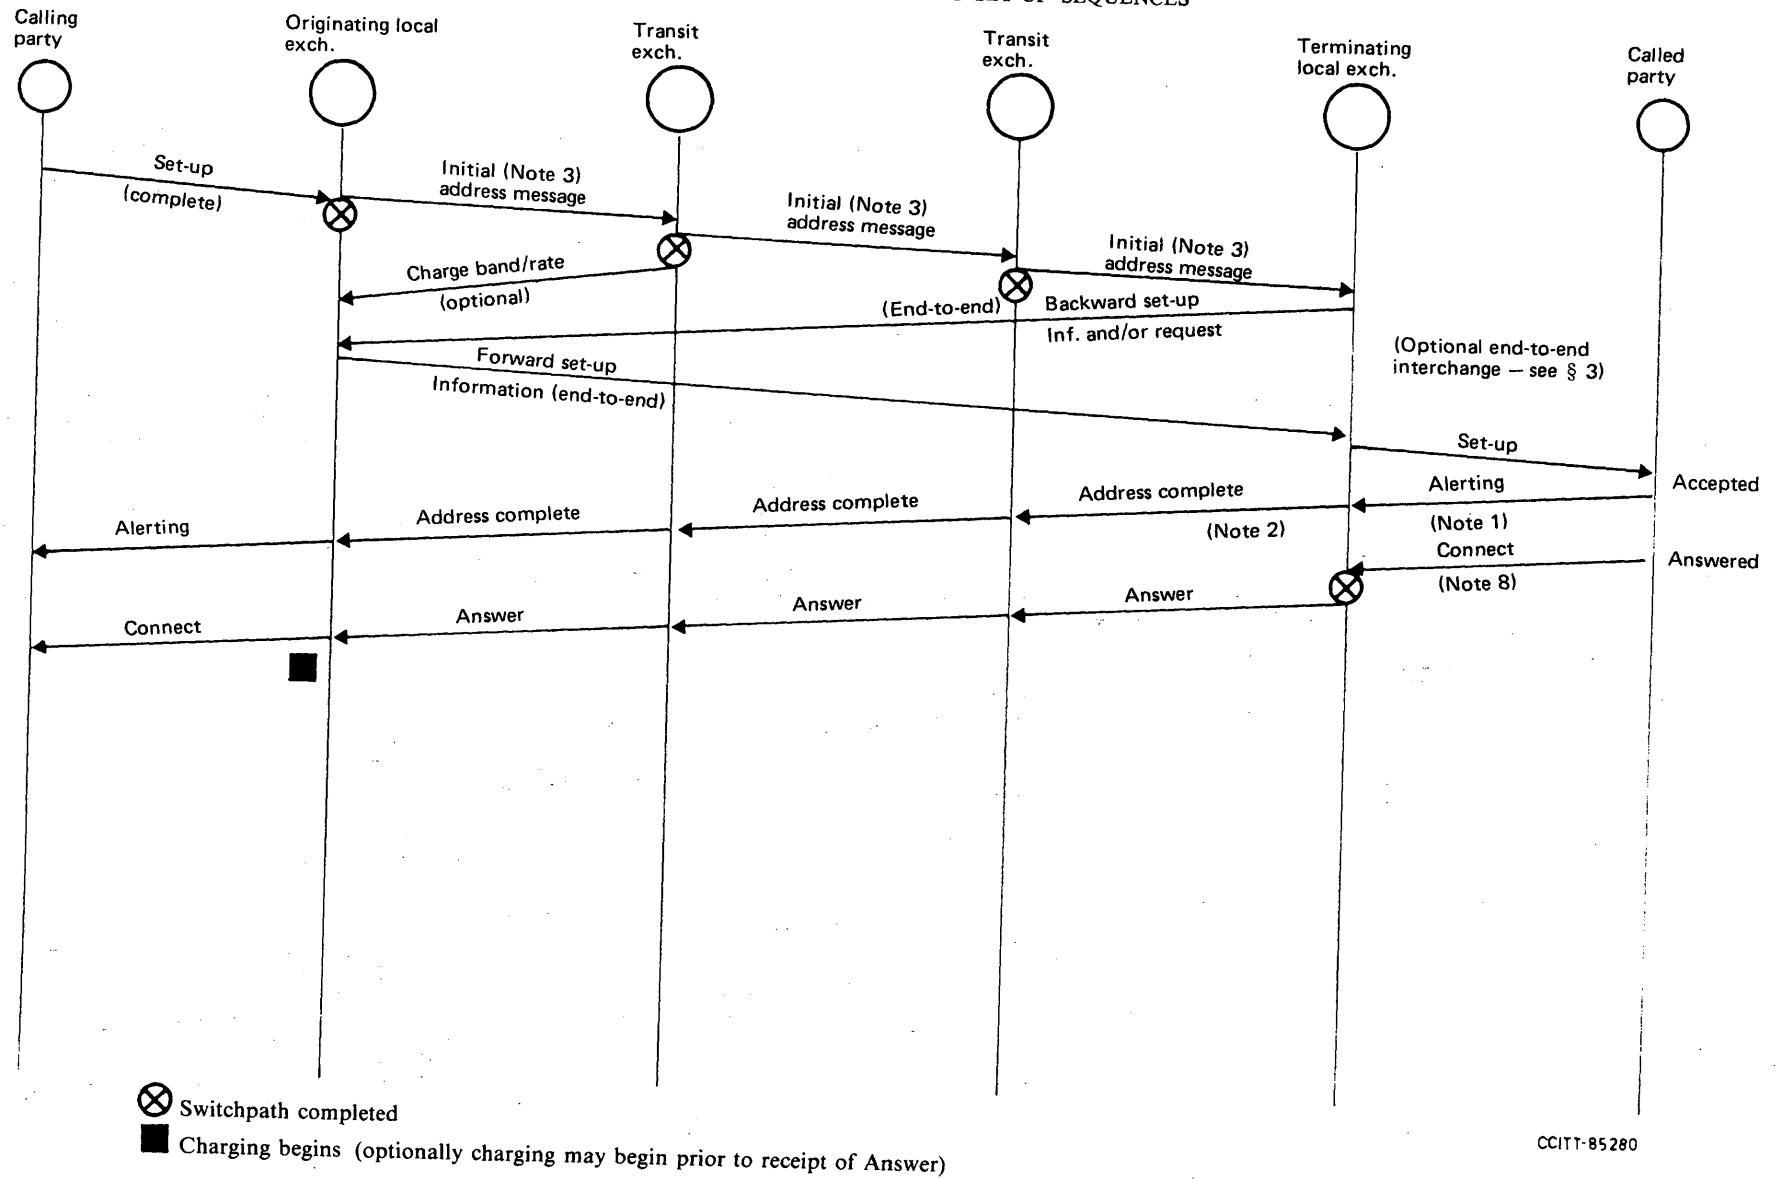 SEQUENCES
Calling
party
Originating local
exch.
Transit
exch.
Transit
exch.
Terminating
local exch.
Called
party
Set-up
(complete)
Initial (Note 3)
address message
Initial (Note 3)
address message
Initial (Note 3)
address message
Charge band/rate
(optional)
(End-to-end)
Backward set-up
Inf. and/or request
Forward set-up
Information (end-to-end)
(Optional end-to-end
interchange — see § 3)
Set-up
Accepted
Alerting
(Note 1)
Address complete
(Note 2)
Address complete
Address complete
Alerting
Connect
(Note 8)
Answered
Answer
Answer
Answer
Connect
Switchpath completed
Charging begins (optionally charging may begin prior to receipt of Answer)
CCITT-85280